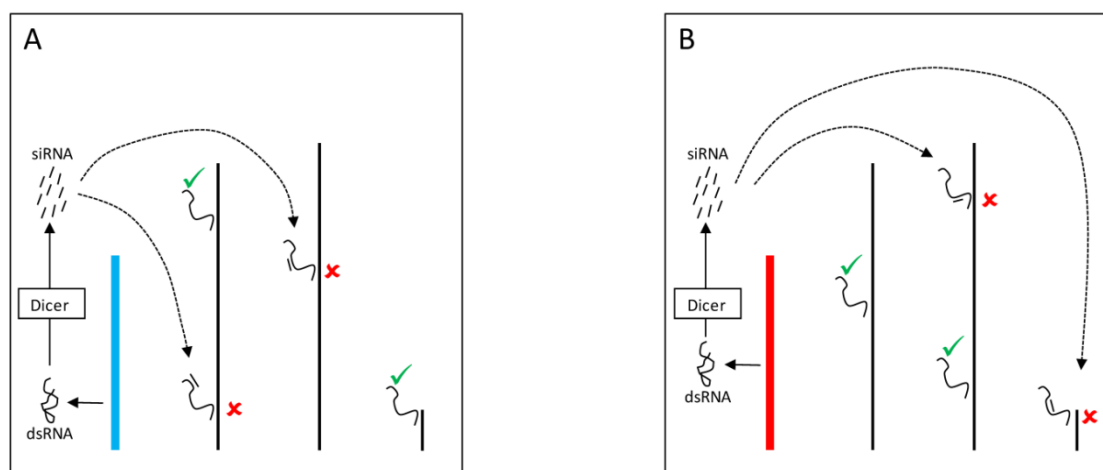 A
siRNA
Dicer
dsRNA
B
siRNA
Dicer
dsRNA